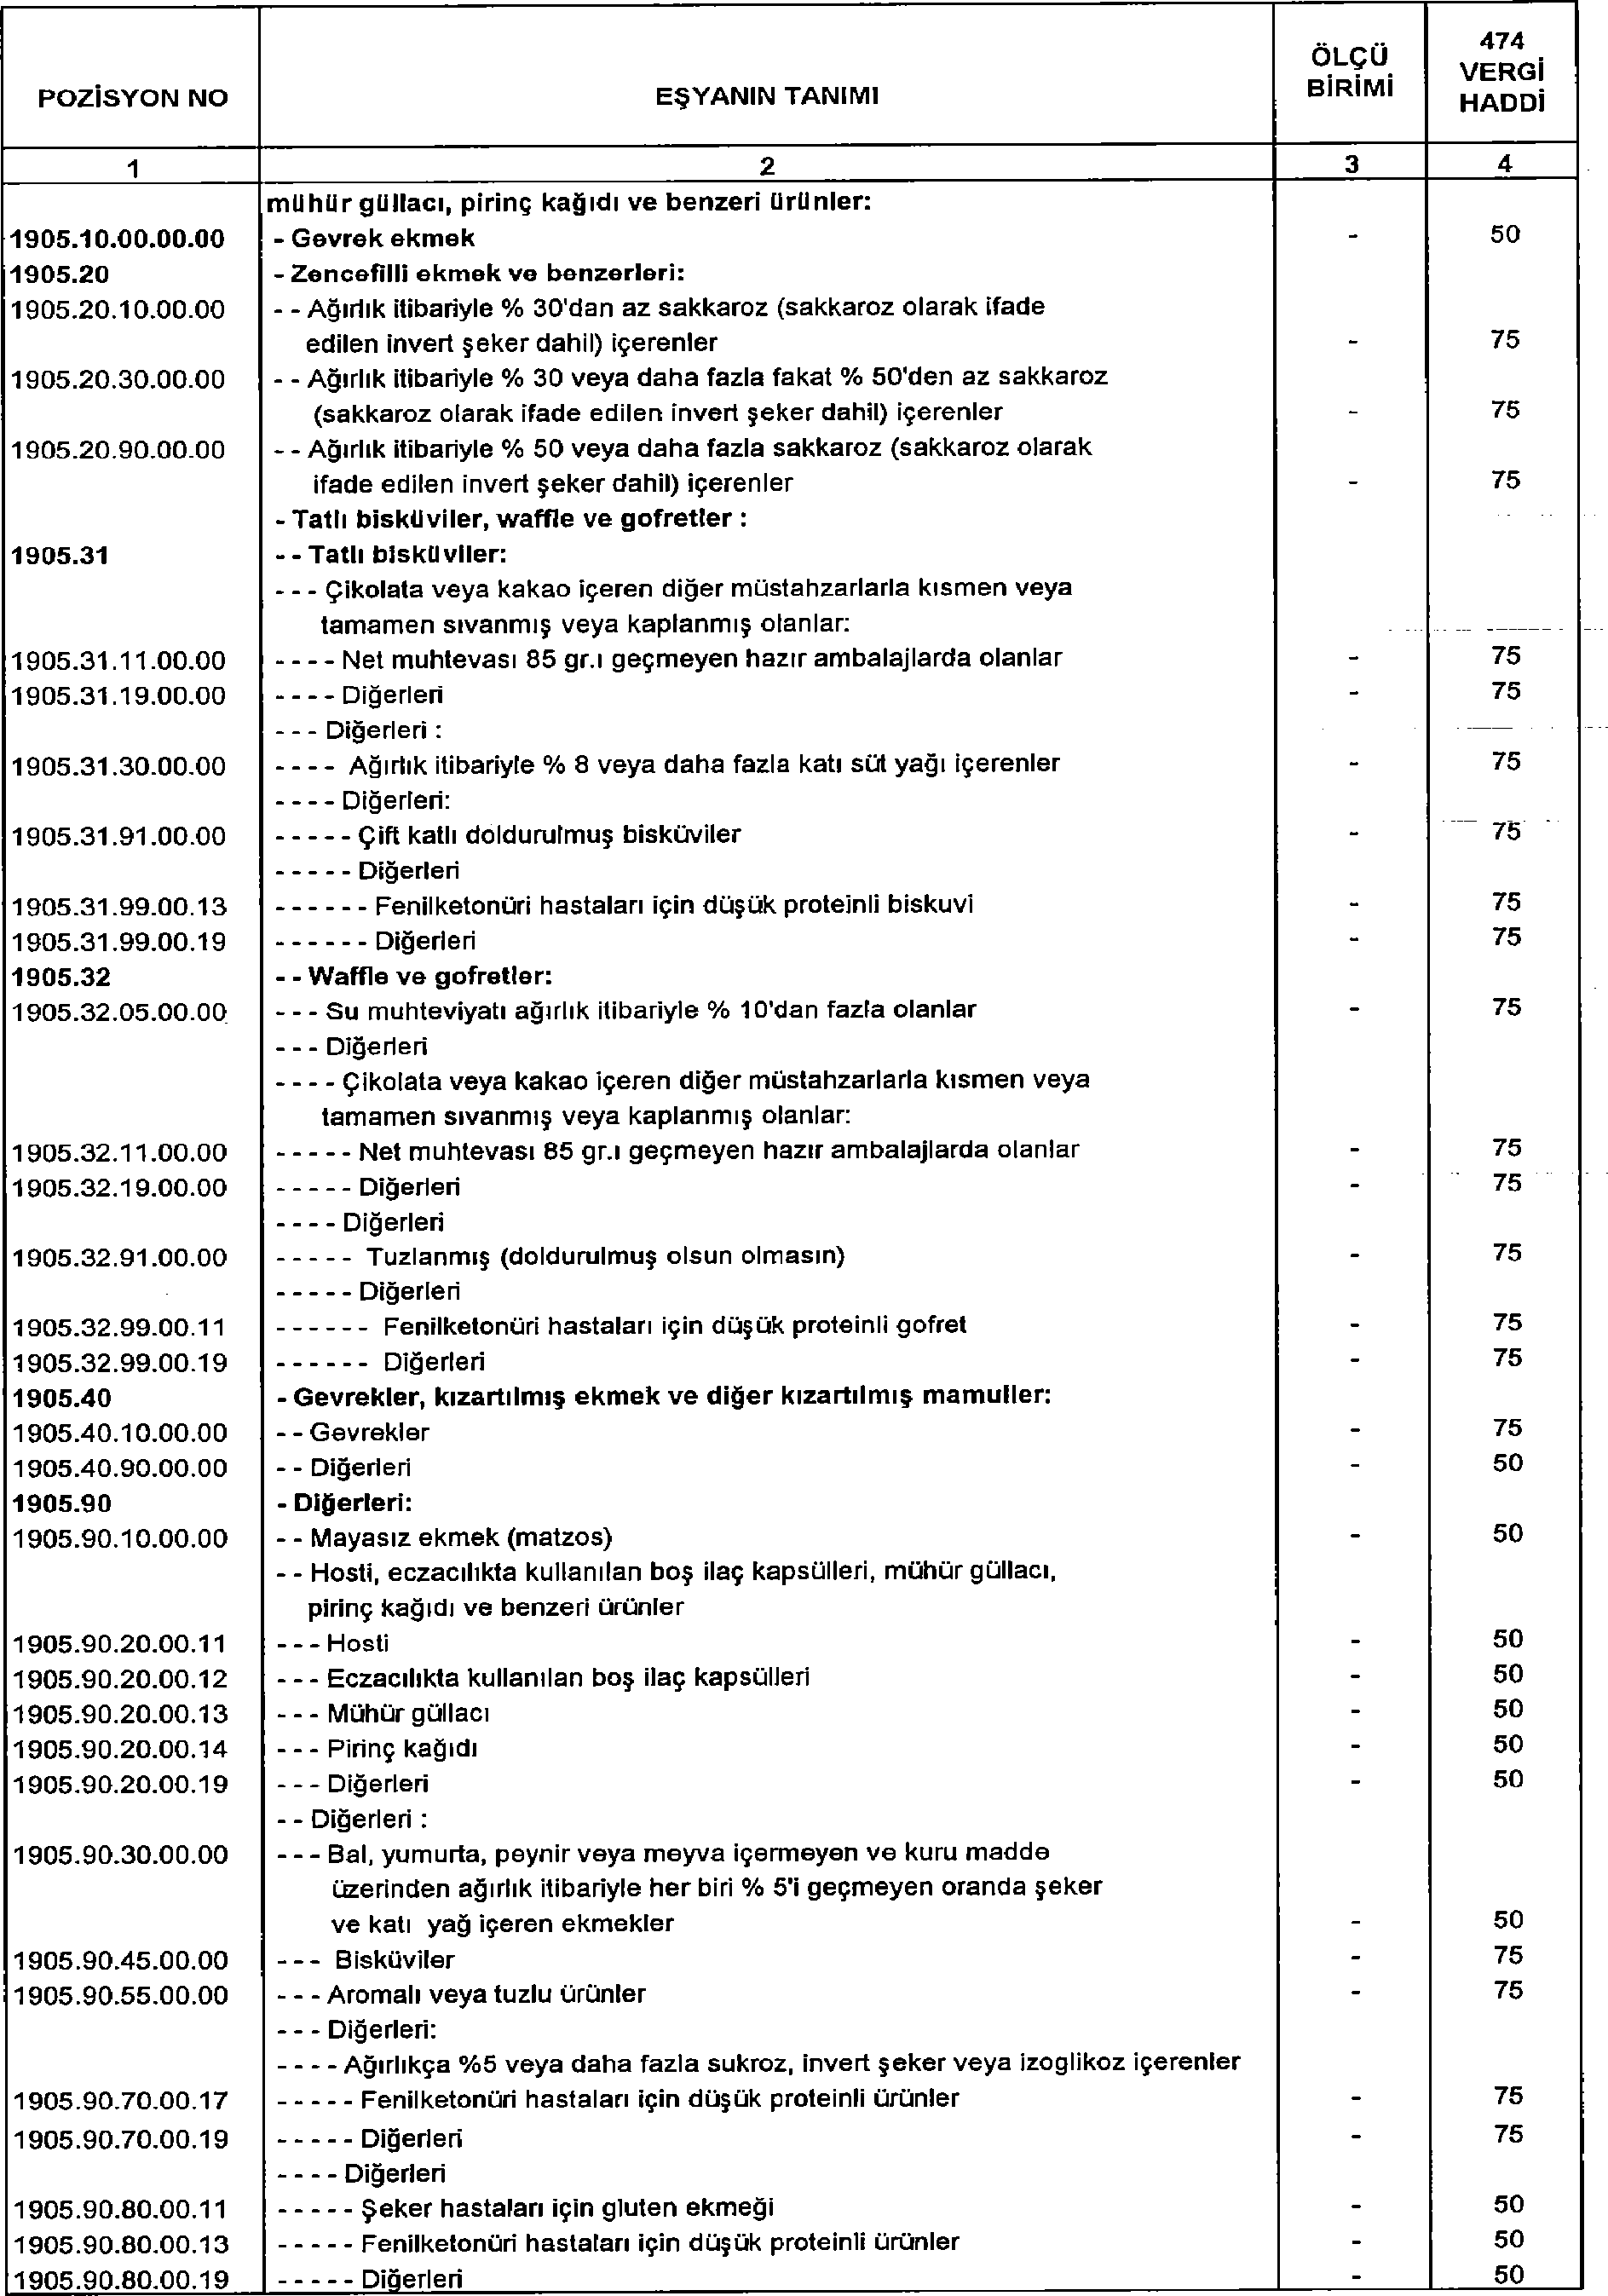 POZİSYON NO EŞYANIN TANIMI ÖLÇÜ BİRİMİ 474 VERGİ HADDİ
1 2 3 4
mühür güllacı, pirinç kağıdı ve benzeri ürünler:
1905.10.00.00.00 - Gevrek ekmek - 50
1905.20 - Zencefilli ekmek ve benzerleri:
1905.20.10.00.00 - - Ağırlık itibariyle % 30'dan az sakkaroz (sakkaroz olarak ifade
edilen invert şeker dahil) içerenler - 75
1905.20.30.00.00 - - Ağırlık itibariyle % 30 veya daha fazla fakat % 50'den az sakkaroz
(sakkaroz olarak ifade edilen invert şeker dahil) içerenler - 75
1905.20.90.00.00 - - Ağırlık itibariyle % 50 veya daha fazla sakkaroz (sakkaroz olarak
ifade edilen invert şeker dahil) içerenler - 75
- Tatlı bisküviler, waffle ve gofretler :
1905.31 - - Tatlı bisküviler:
- - - Çikolata veya kakao içeren diğer müstahzarlarla kısmen veya
tamamen sıvanmış veya kaplanmış olanlar:
1905.31.11.00.00 - - - - Net muhtevası 85 gr.ı geçmeyen hazır ambalajlarda olanlar - 75
1905.31.19.00.00 - - - - Diğerleri - 75
- - - Diğerleri :
1905.31.30.00.00 - - - - Ağırlık itibariyle % 8 veya daha fazla katı süt yağı içerenler - 75
- - - - Diğerleri:
1905.31.91.00.00 - - - - - Çift katlı doldurulmuş bisküviler - 75
- - - - - Diğerleri
1905.31.99.00.13 - - - - - - Fenilketonüri hastaları için düşük proteinli biskuvi - 75
1905.31.99.00.19 - - - - - - Diğerleri - 75
1905.32 - - Waffle ve gofretler:
1905.32.05.00.00 - - - Su muhteviyatı ağırlık itibariyle % 10'dan fazla olanlar - 75
- - - Diğerleri
- - - - Çikolata veya kakao içeren diğer müstahzarlarla kısmen veya
tamamen sıvanmış veya kaplanmış olanlar:
1905.32.11.00.00 - - - - - Net muhtevası 85 gr.ı geçmeyen hazır ambalajlarda olanlar - 75
1905.32.19.00.00 - - - - - Diğerleri - 75
- - - - Diğerleri
1905.32.91.00.00 - - - - - Tuzlanmış (doldurulmuş olsun olmasın) - 75
- - - - - Diğerleri
1905.32.99.00.11 - - - - - - Fenilketonüri hastaları için düşük proteinli gofret - 75
1905.32.99.00.19 - - - - - - Diğerleri - 75
1905.40 - Gevrekler, kızartılmış ekmek ve diğer kızartılmış mamuller:
1905.40.10.00.00 - - Gevrekler - 75
1905.40.90.00.00 - - Diğerleri - 50
1905.90 - Diğerleri:
1905.90.10.00.00 - - Mayasız ekmek (matzos) - 50
- - Hosti, eczacılıkta kullanılan boş ilaç kapsülleri, mühür güllacı,
pirinç kağıdı ve benzeri ürünler
1905.90.20.00.11 - - - Hosti - 50
1905.90.20.00.12 - - - Eczacılıkta kullanılan boş ilaç kapsülleri - 50
1905.90.20.00.13 - - - Mühür güllacı - 50
1905.90.20.00.14 - - - Pirinç kağıdı - 50
1905.90.20.00.19 - - - Diğerleri - 50
- - Diğerleri :
1905.90.30.00.00 - - - Bal, yumurta, peynir veya meyva içermeyen ve kuru madde
üzerinden ağırlık itibariyle her biri % 5'i geçmeyen oranda şeker
ve katı yağ içeren ekmekler - 50
1905.90.45.00.00 - - - Bisküviler - 75
1905.90.55.00.00 - - - Aromalı veya tuzlu ürünler - 75
- - - Diğerleri:
- - - - Ağırlıkça %5 veya daha fazla sukroz, invert şeker veya izoglikoz içerenler
1905.90.70.00.17 - - - - - Fenilketonüri hastaları için düşük proteinli ürünler - 75
1905.90.70.00.19 - - - - - Diğerleri - 75
- - - - Diğerleri
1905.90.80.00.11 - - - - - Şeker hastaları için gluten ekmeği - 50
1905.90.80.00.13 - - - - - Fenilketonüri hastaları için düşük proteinli ürünler - 50
1905.90.80.00.19 - - - - - Diğerleri - 50